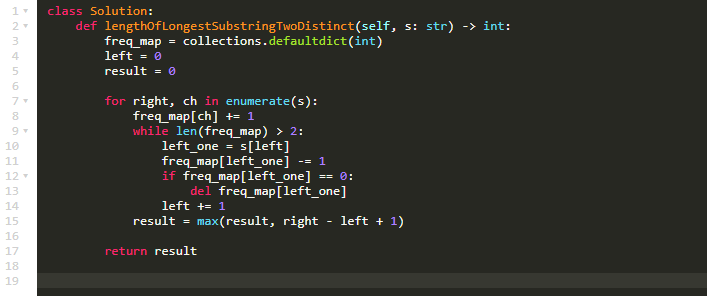 1 class Solution:
2     def lengthOfLongestSubstringTwoDistinct(self, s: str) -> int:
3         freq_map = collections.defaultdict(int)
4         left = 0
5         result = 0
6
7         for right, ch in enumerate(s):
8             freq_map[ch] += 1
9             while len(freq_map) > 2:
10                 left_one = s[left]
11                 freq_map[left_one] -= 1
12                 if freq_map[left_one] == 0:
13                     del freq_map[left_one]
14                 left += 1
15             result = max(result, right - left + 1)
16
17         return result
18
19